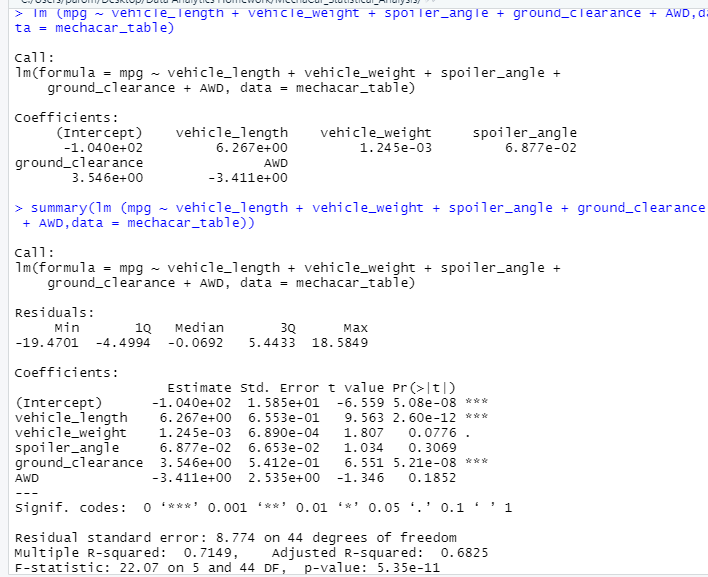 C:/Users/parom/Desktop/Data Analytics Homework/MechaCar_Statistical_Analysis/
> lm (mpg ~ vehicle_length + vehicle_weight + spoiler_angle + ground_clearance + AWD,da
ta = mechacar_table)
Call:
lm(formula = mpg ~ vehicle_length + vehicle_weight + spoiler_angle +
ground_clearance + AWD, data = mechacar_table)
Coefficients:
(Intercept) vehicle_length vehicle_weight spoiler_angle
-1.040e+02 6.267e+00 1.245e-03 6.877e-02
ground_clearance AWD
3.546e+00 -3.411e+00
> summary(lm (mpg ~ vehicle_length + vehicle_weight + spoiler_angle + ground_clearance
+ AWD,data = mechacar_table))
Call:
lm(formula = mpg ~ vehicle_length + vehicle_weight + spoiler_angle +
ground_clearance + AWD, data = mechacar_table)
Residuals:
Min 1Q Median 3Q Max
-19.4701 -4.4994 -0.0692 5.4433 18.5849
Coefficients:
Estimate Std. Error t value Pr(>|t|)
(Intercept) -1.040e+02 1.585e+01 -6.559 5.08e-08 ***
vehicle_length 6.267e+00 6.553e-01 9.563 2.60e-12 ***
vehicle_weight 1.245e-03 6.890e-04 1.807 0.0776 .
spoiler_angle 6.877e-02 6.653e-02 1.034 0.3069
ground_clearance 3.546e+00 5.412e-01 6.551 5.21e-08 ***
AWD -3.411e+00 2.535e+00 -1.346 0.1852
---
Signif. codes: 0 ‘***’ 0.001 ‘**’ 0.01 ‘*’ 0.05 ‘.’ 0.1 ‘ ’ 1
Residual standard error: 8.774 on 44 degrees of freedom
Multiple R-squared: 0.7149, Adjusted R-squared: 0.6825
F-statistic: 22.07 on 5 and 44 DF, p-value: 5.35e-11